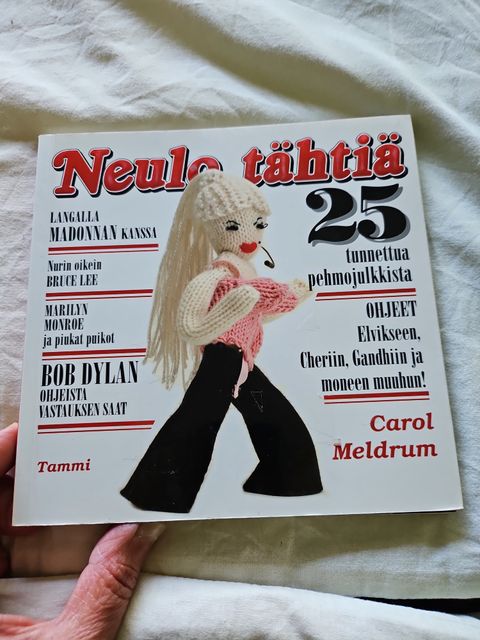 Neulo tähtiä
LANGALLA
MADONNAN KANSSA
Nurin oikein
BRUCE LEE
MARILYN
MONROE
ja piukat puikot
BOB DYLAN
OHJEISTA
VASTAUKSEN SAAT
Tammi
25
tunnettua
pehmojulkkista
OHJEET
Elvikseen,
Cheriin, Gandhiin ja
moneen muuhun!
Carol
Meldrum